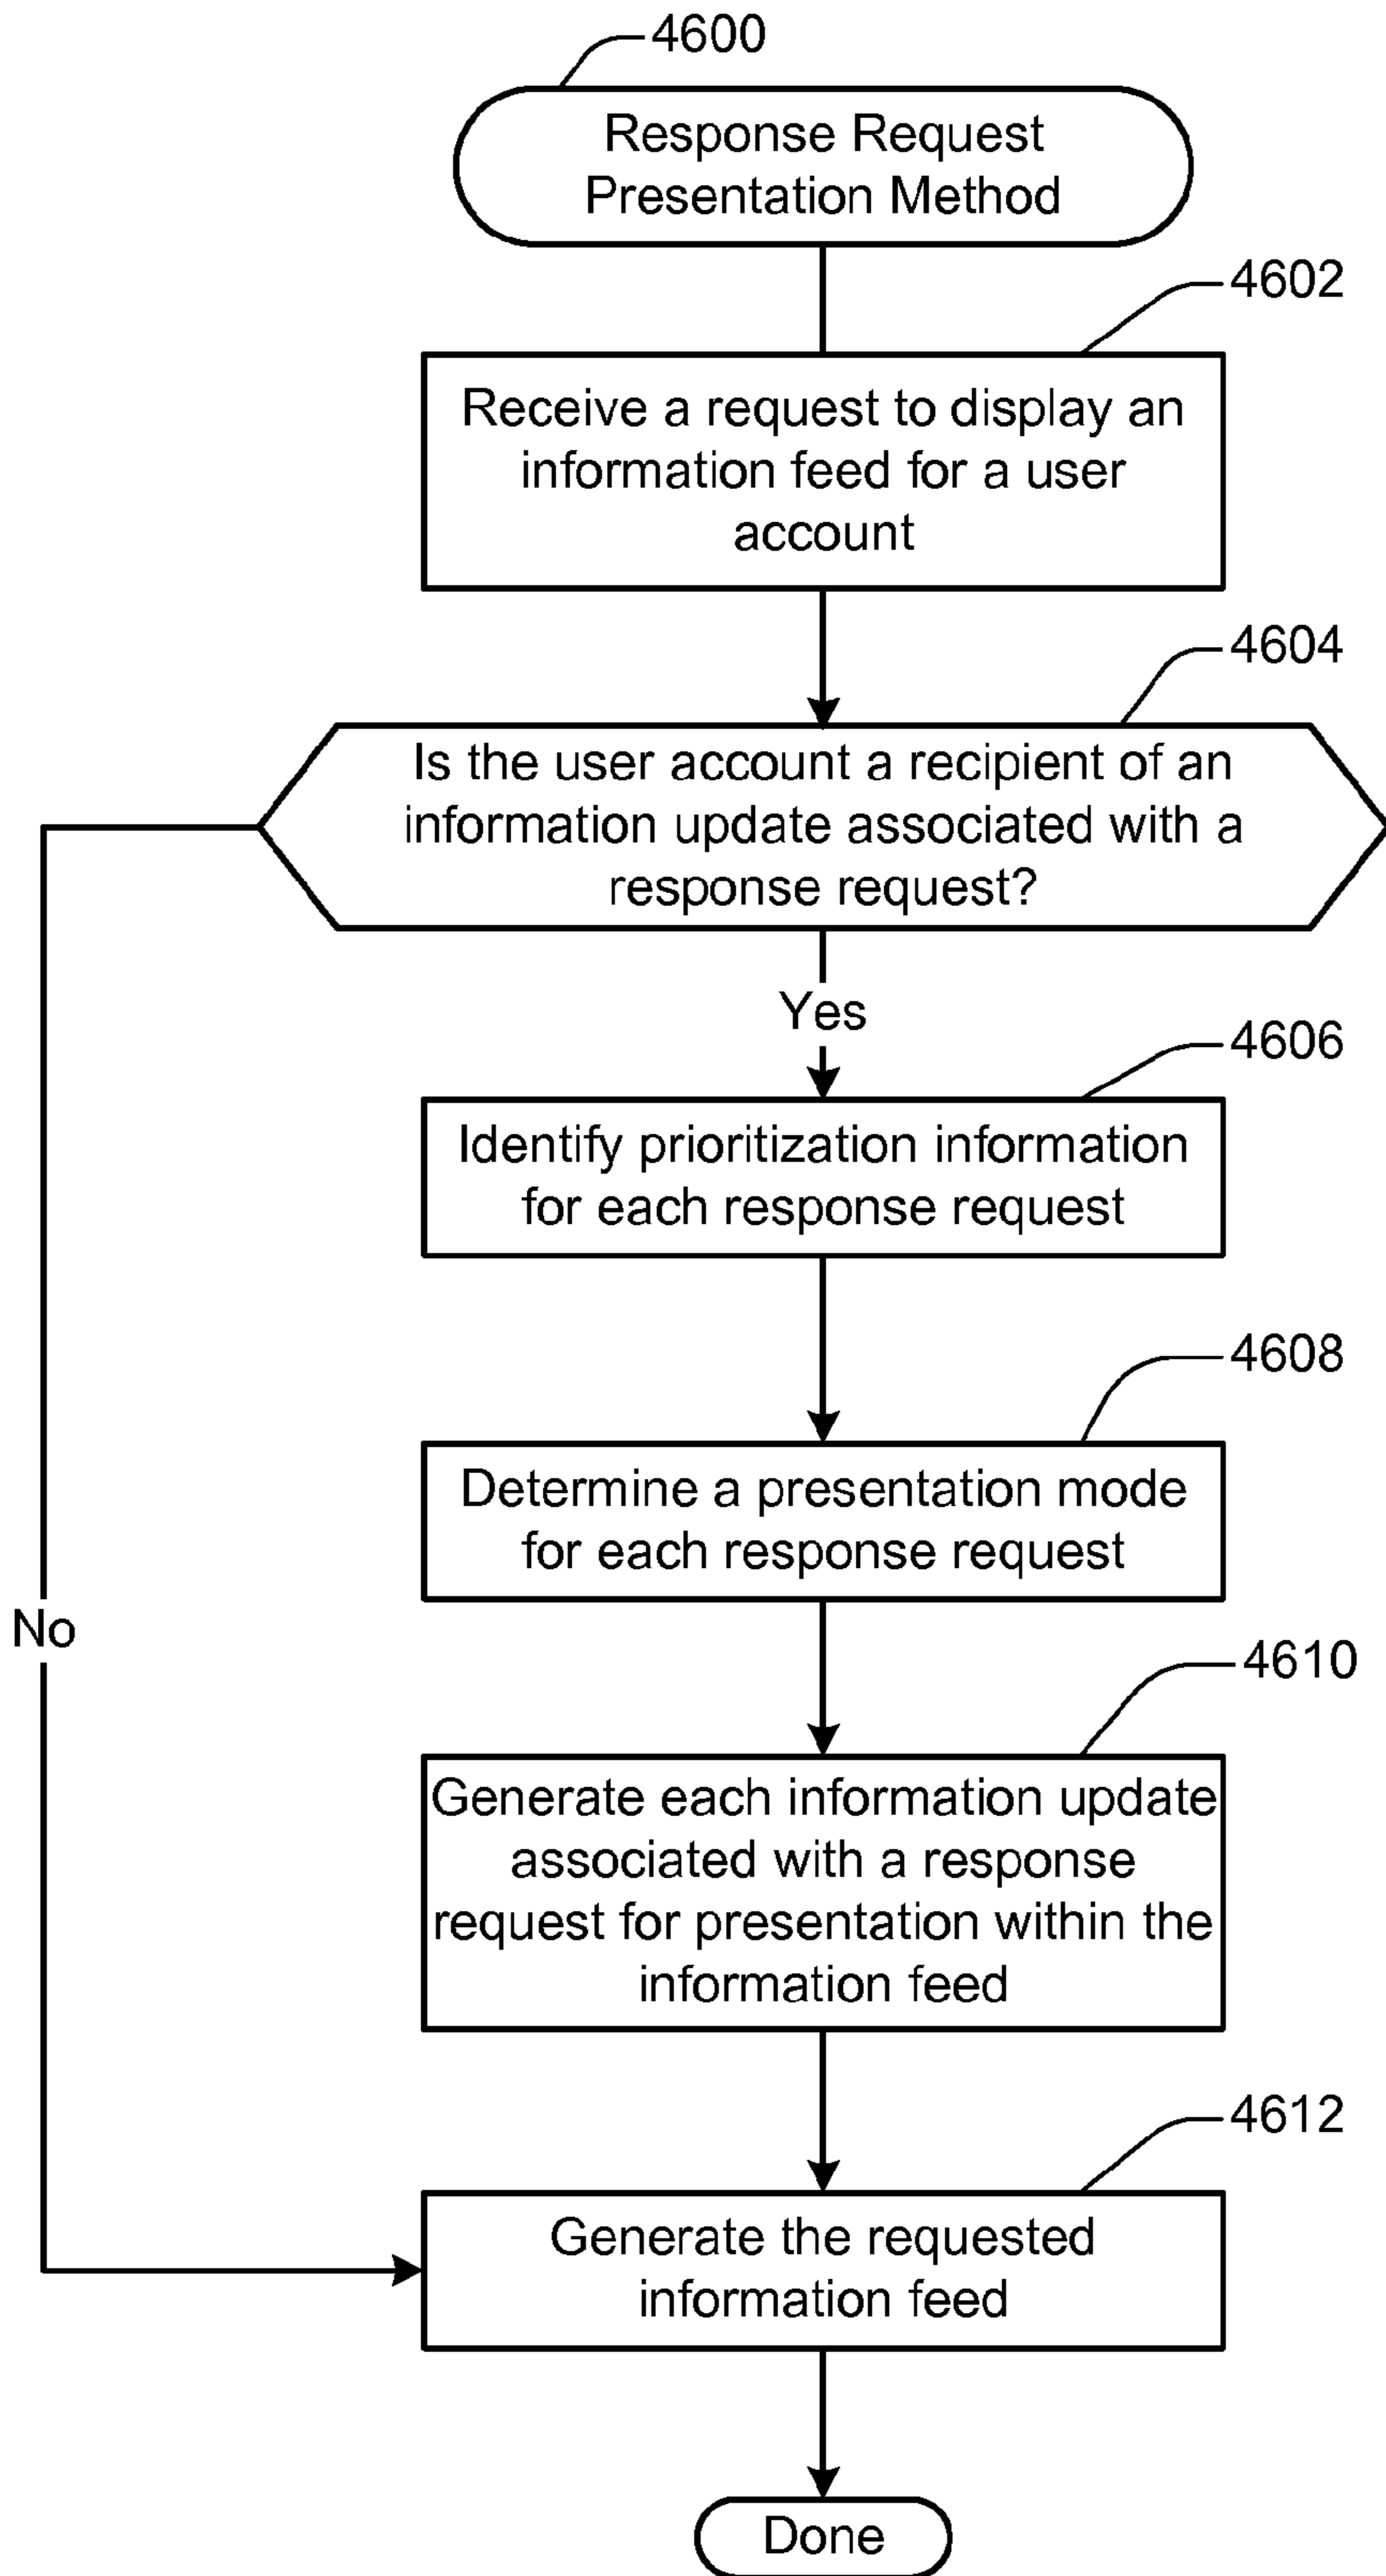 4600
Response Request
Presentation Method
4602
Receive a request to display an
information feed for a user
account
4604
Is the user account a recipient of an
information update associated with a
response request?
Yes
4606
Identify prioritization information
for each response request
4608
Determine a presentation mode
for each response request
No
4610
Generate each information update
associated with a response
request for presentation within the
information feed
4612
Generate the requested
information feed
Done